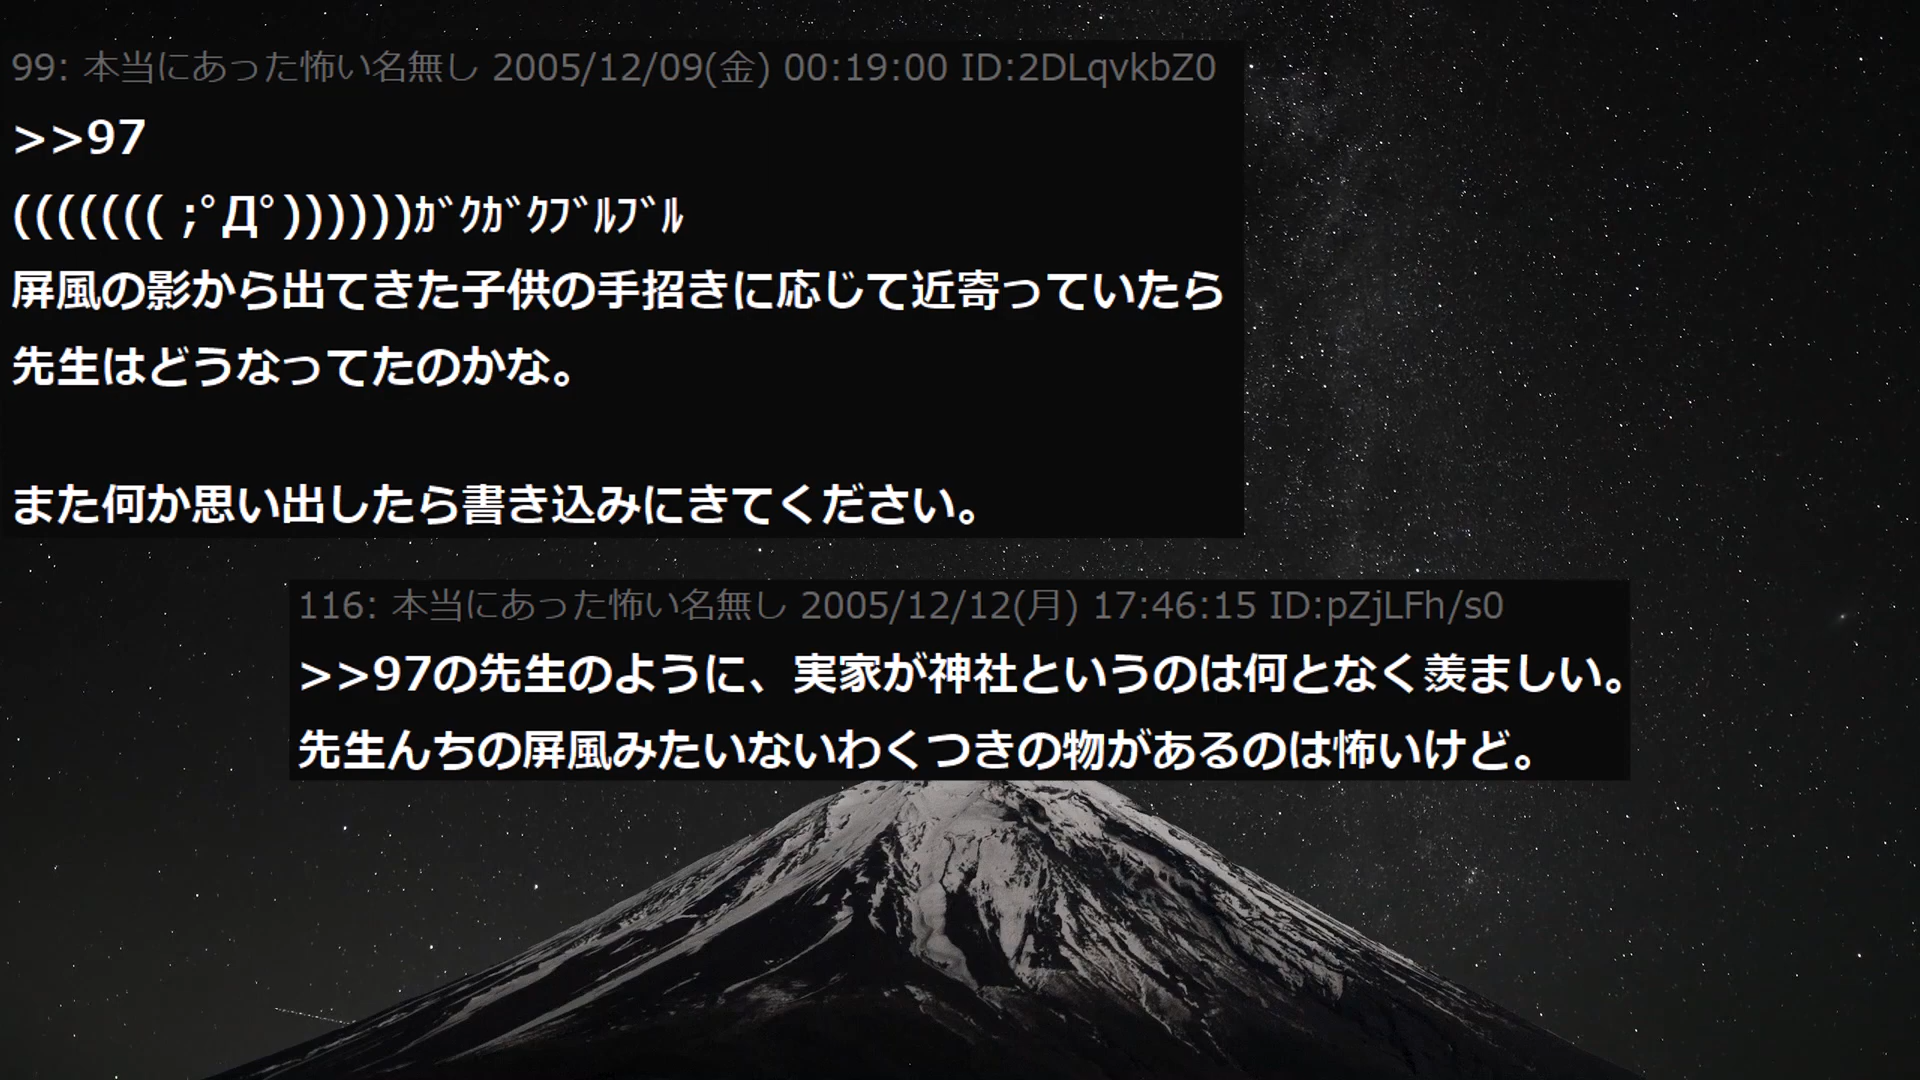 99: 本当にあった怖い名無し 2005/12/09(金) 00:19:00 ID:2DLqvkbZ0
>>97
((((((( ;ﾟДﾟ))))))ｶﾞｸｶﾞｸﾌﾞﾙﾌﾞﾙ
屏風の影から出てきた子供の手招きに応じて近寄っていたら
先生はどうなってたのかな。
また何か思い出したら書き込みにきてください。
116: 本当にあった怖い名無し 2005/12/12(月) 17:46:15 ID:pZjLFh/s0
>>97の先生のように、実家が神社というのは何となく羨ましい。
先生んちの屏風みたいないわくつきの物があるのは怖いけど。